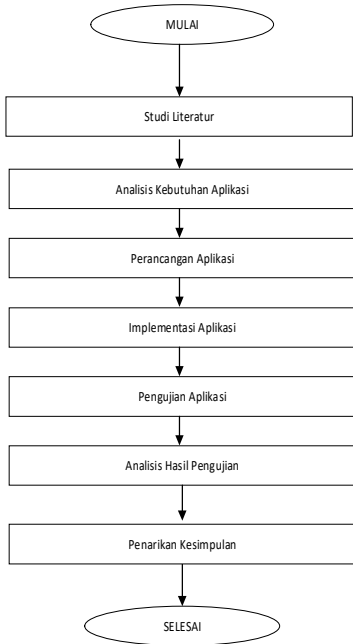 MULAI
Studi Literatur
Analisis Kebutuhan Aplikasi
Perancangan Aplikasi
Implementasi Aplikasi
Pengujian Aplikasi
Analisis Hasil Pengujian
Penarikan Kesimpulan
SELESAI